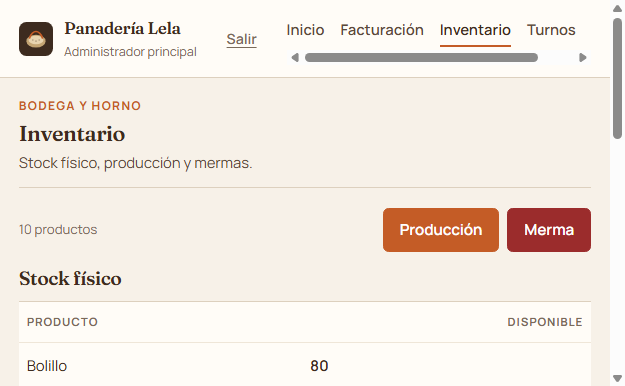 Panadería Lela
Administrador principal
Salir
Inicio Facturación Inventario Turnos
BODEGA Y HORNO
Inventario
Stock físico, producción y mermas.
10 productos
Producción
Merma
Stock físico
PRODUCTO DISPONIBLE
Bolillo 80